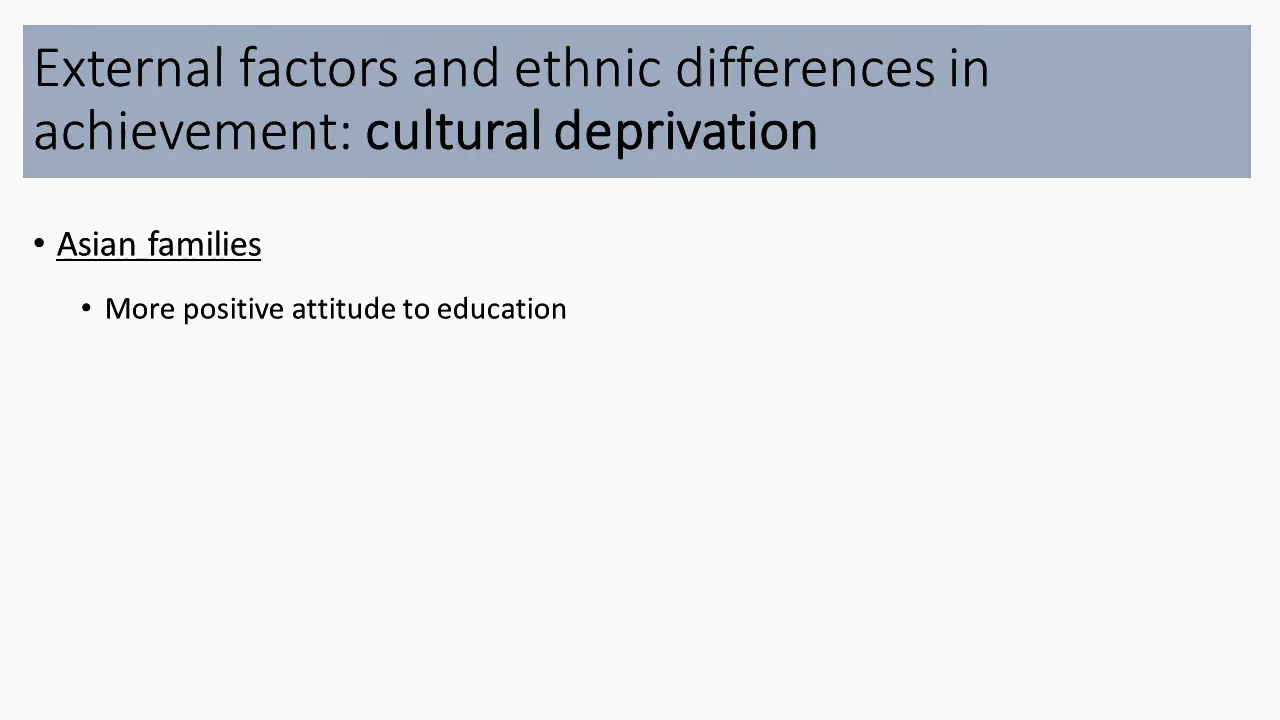 External factors and ethnic differences in
achievement: cultural deprivation
• Asian families
• More positive attitude to education